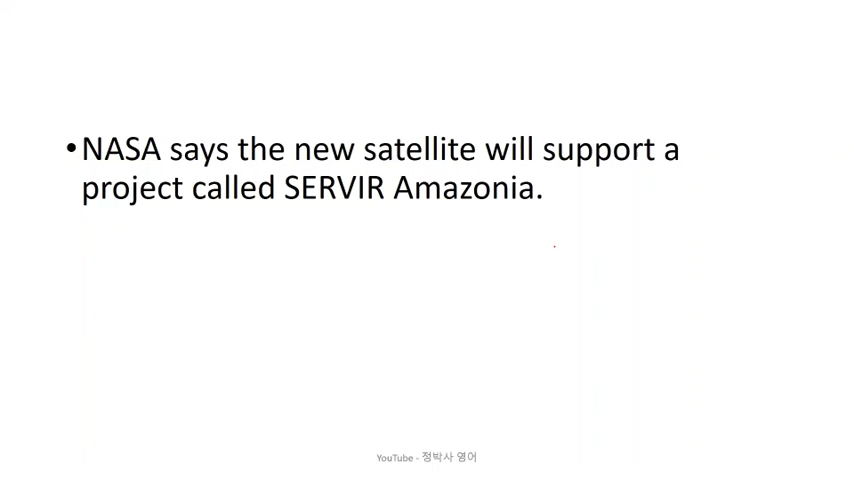 •NASA says the new satellite will support a
project called SERVIR Amazonia.
YouTube - 정박사 영어